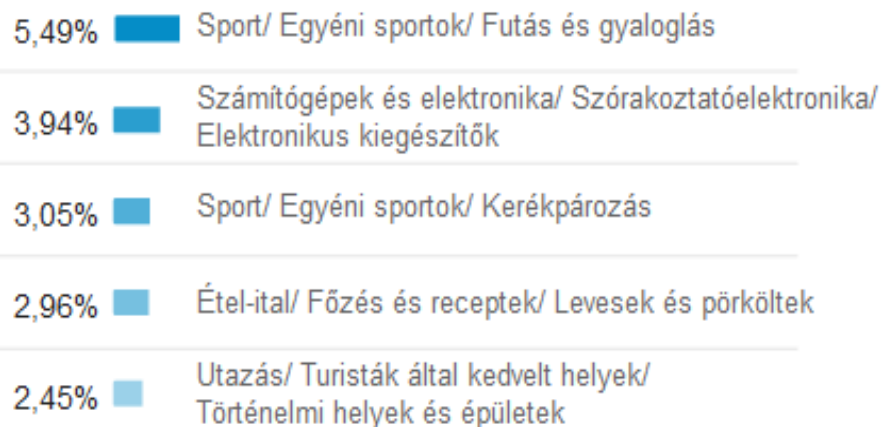 5,49% Sport/ Egyéni sportok/ Futás és gyaloglás
Számítógépek és elektronika/ Szórakoztatóelektronika/
3,94%
Elektronikus kiegészítők
3,05% Sport/ Egyéni sportok/ Kerékpározás
2,96% Étel-ital/ Főzés és receptek/ Levesek és pörköltek
Utazás/ Turisták által kedvelt helyek/
2,45%
Történelmi helyek és épületek